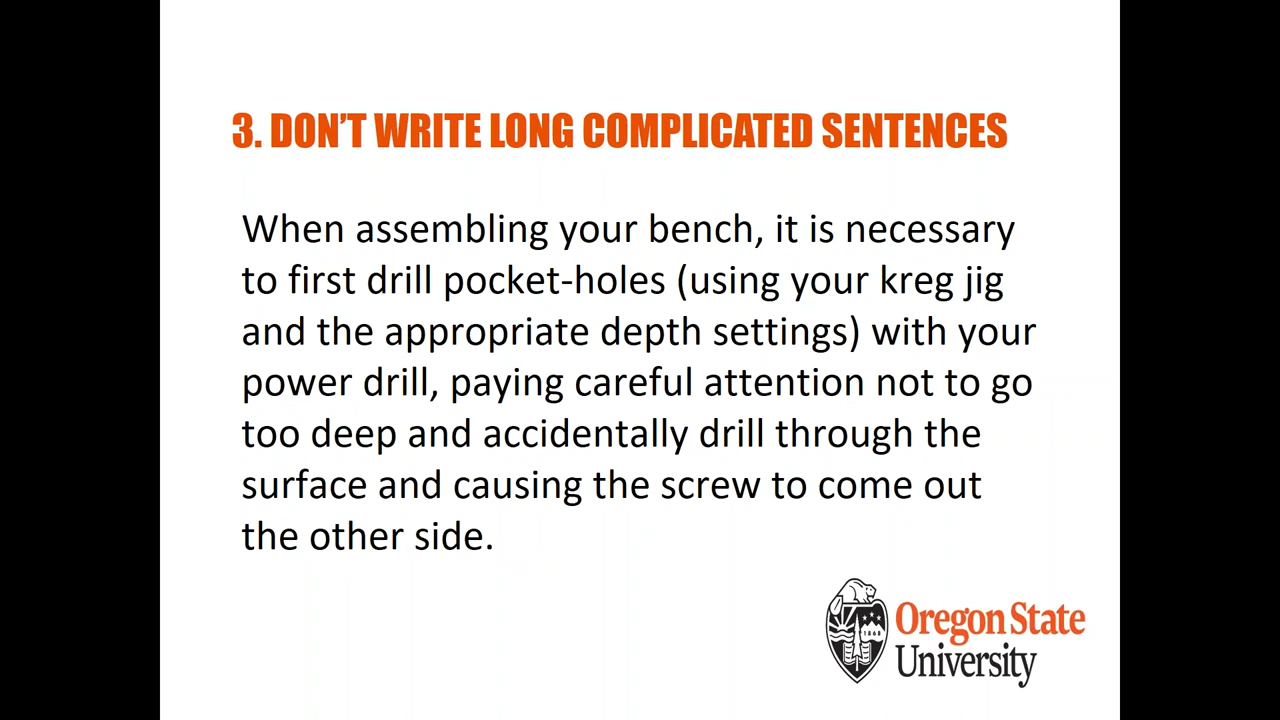 3. DON'T WRITE LONG COMPLICATED SENTENCES
When assembling your bench, it is necessary
to first drill pocket-holes (using your kreg jig
and the appropriate depth settings) with your
power drill, paying careful attention not to go
too deep and accidentally drill through the
surface and causing the screw to come out
the other side.
1868
Oregon State
University